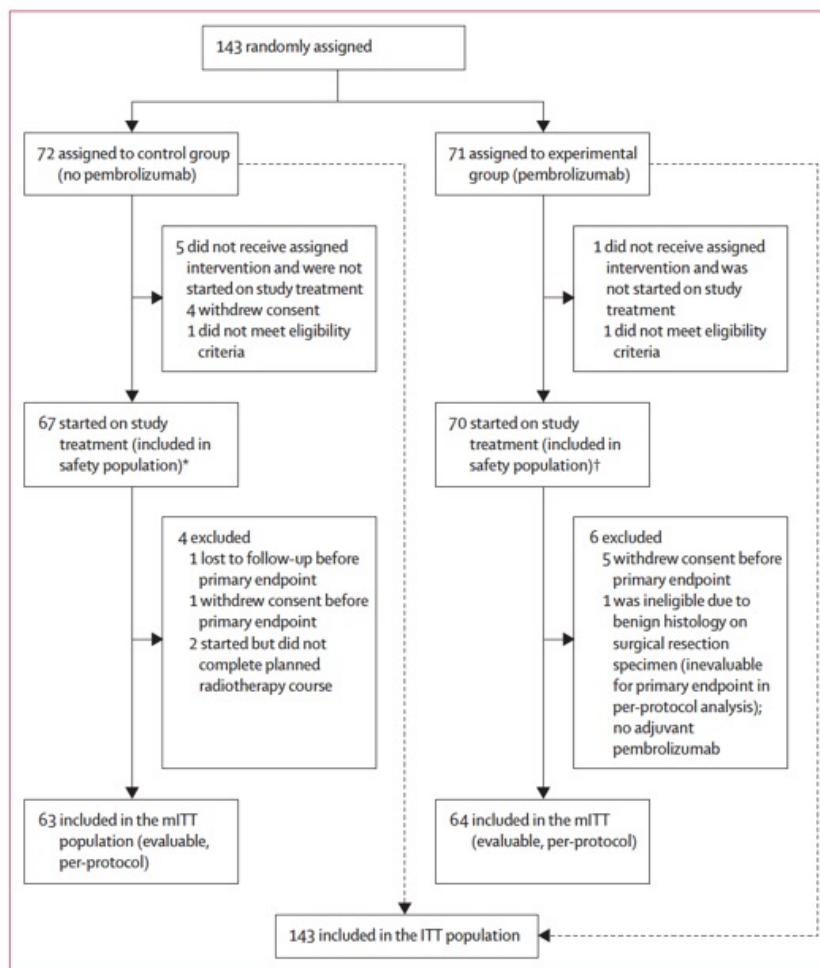 143 randomly assigned
72 assigned to control group
(no pembrolizumab)
71 assigned to experimental
group (pembrolizumab)
5 did not receive assigned
intervention and were not
started on study treatment
4 withdrew consent
1 did not meet eligibility
criteria
1 did not receive assigned
intervention and was
not started on study
treatment
1 did not meet eligibility
criteria
67 started on study
treatment (included in
safety population)*
70 started on study
treatment (included in
safety population)†
4 excluded
1 lost to follow-up before
primary endpoint
1 withdrew consent before
primary endpoint
2 started but did not
complete planned
radiotherapy course
6 excluded
5 withdrew consent before
primary endpoint
1 was ineligible due to
benign histology on
surgical resection
specimen (inevaluable
for primary endpoint in
per-protocol analysis);
no adjuvant
pembrolizumab
63 included in the mITT
population (evaluable,
per-protocol)
64 included in the mITT
(evaluable, per-protocol)
143 included in the ITT population